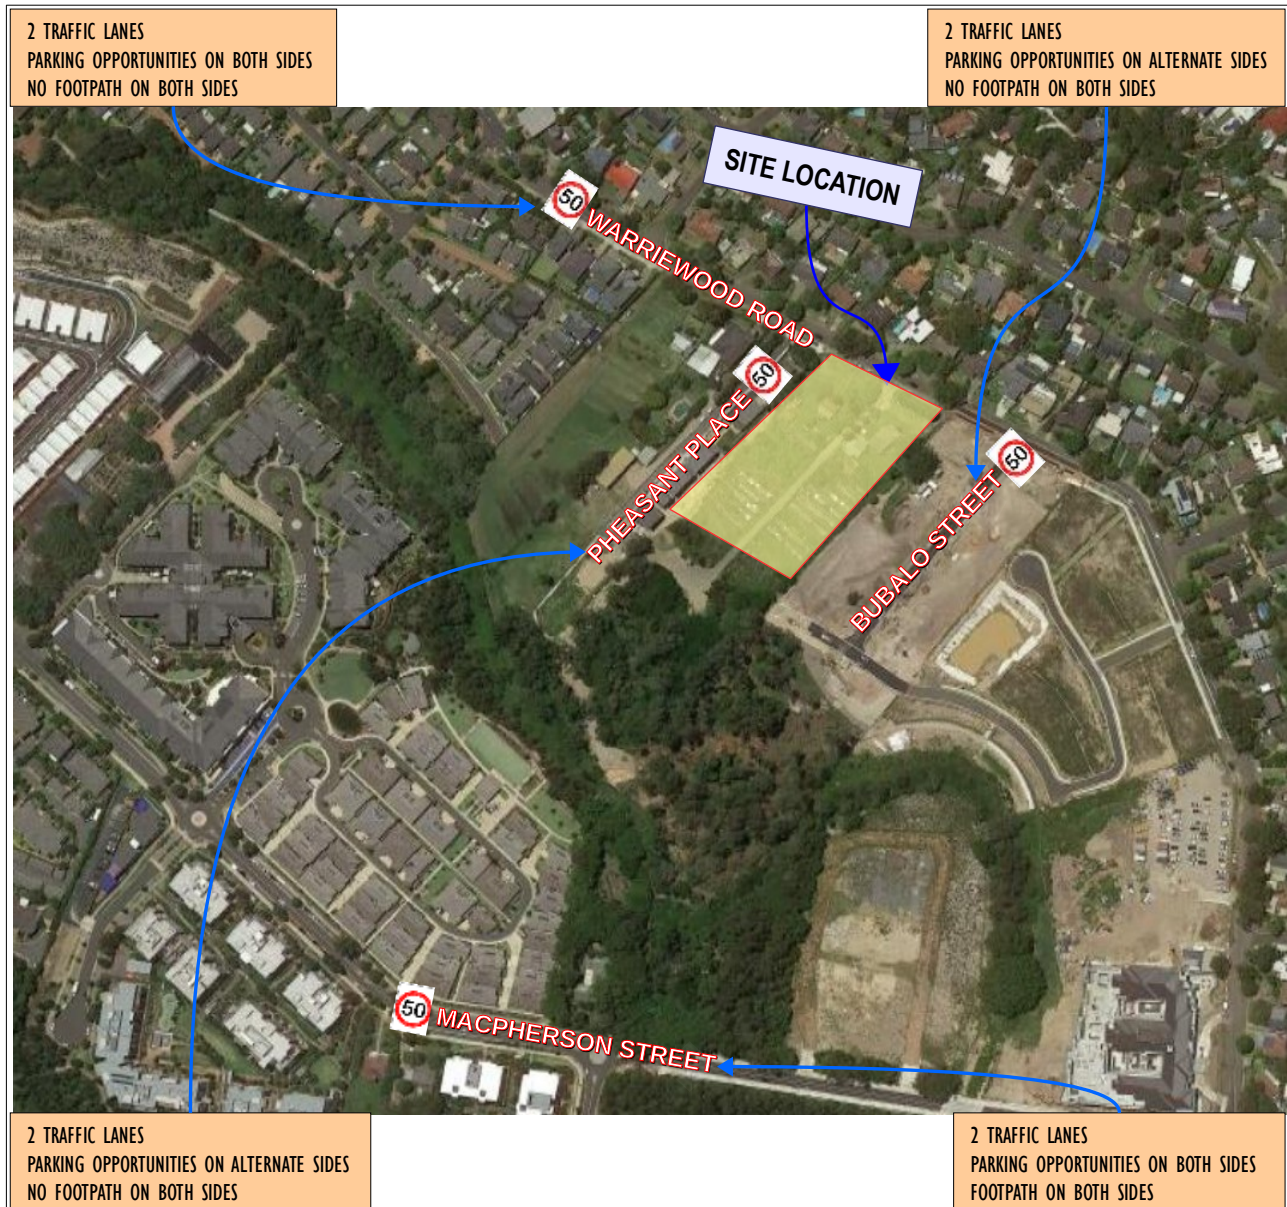 2 TRAFFIC LANES
PARKING OPPORTUNITIES ON BOTH SIDES
NO FOOTPATH ON BOTH SIDES
2 TRAFFIC LANES
PARKING OPPORTUNITIES ON ALTERNATE SIDES
NO FOOTPATH ON BOTH SIDES
SITE LOCATION
50
WARRIEWOOD ROAD
50
PHEASANT PLACE
50
BUBALO STREET
50
MACPHERSON STREET
2 TRAFFIC LANES
PARKING OPPORTUNITIES ON ALTERNATE SIDES
NO FOOTPATH ON BOTH SIDES
2 TRAFFIC LANES
PARKING OPPORTUNITIES ON BOTH SIDES
FOOTPATH ON BOTH SIDES